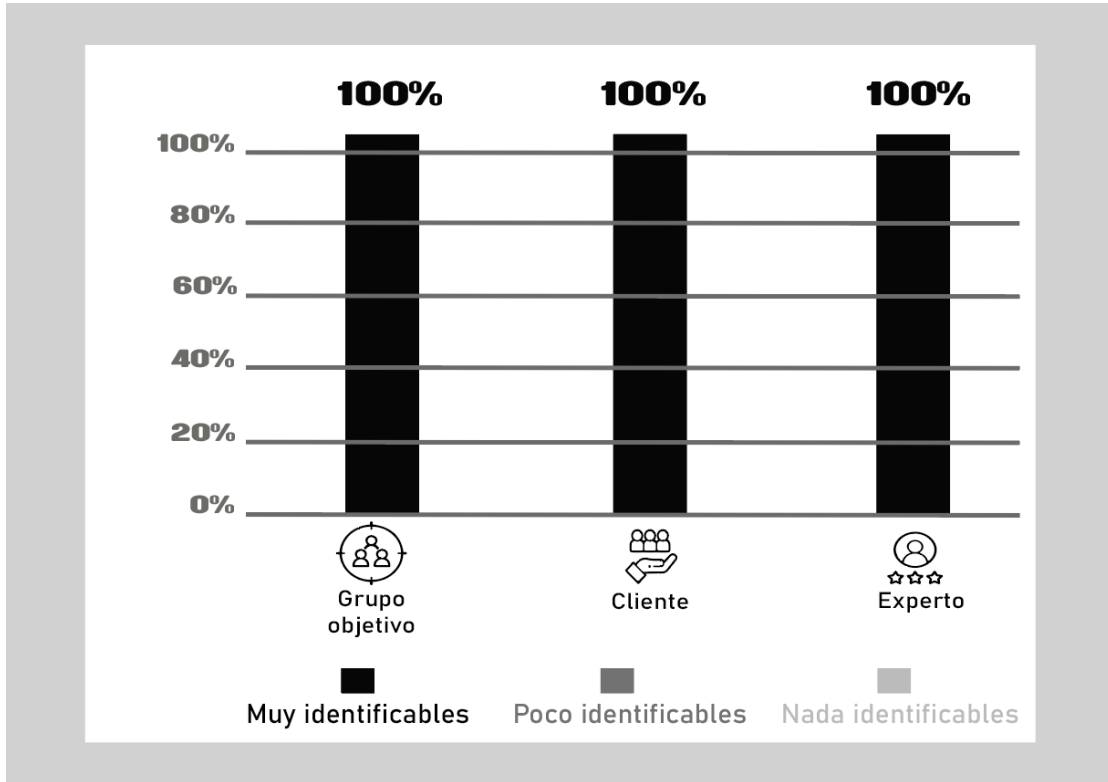 100% 100% 100%
100%
80%
60%
40%
20%
0%
Grupo
objetivo
Cliente
Experto
Muy identificables
Poco identificables
Nada identificables